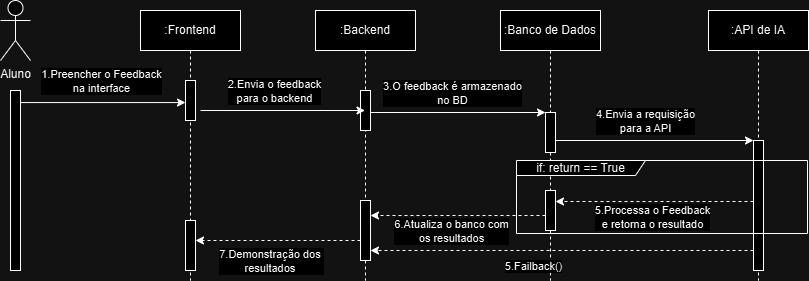 :Frontend
:Backend
:Banco de Dados
:API de IA
Aluno
1.Preencher o Feedback
na interface
2.Envia o feedback
para o backend
3.O feedback é armazenado
no BD
4.Envia a requisição
para a API
if: return == True
5.Processa o Feedback
e retorna o resultado
6.Atualiza o banco com
os resultados
7.Demonstração dos
resultados
5.Failback()